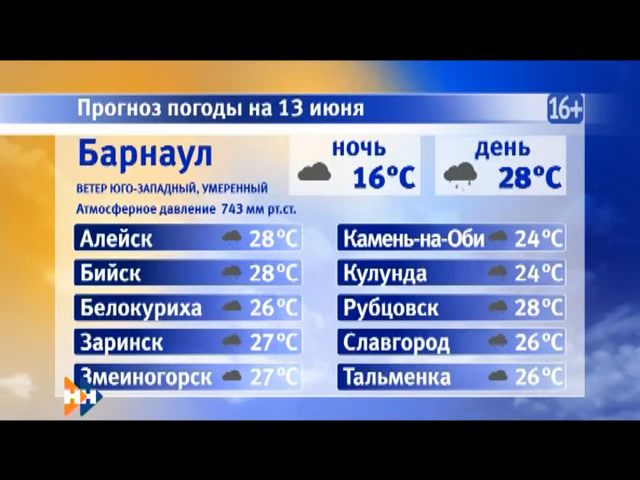 Прогноз погоды на 13 июня
16+
Барнаул
ВЕТЕР ЮГО-ЗАПАДНЫЙ, УМЕРЕННЫЙ
Атмосферное давление 743 мм рт.ст.
ночь
16°C
день
28°C
Алейск 28°C
Бийск 28°C
Белокуриха 26°C
Заринск 27°C
Змеиногорск 27°C
Камень-на-Оби 24°C
Кулунда 24°C
Рубцовск 28°C
Славгород 26°C
Тальменка 26°C
НН